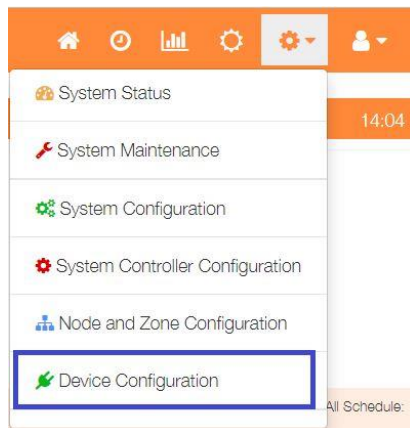 System Status
14:04
System Maintenance
System Configuration
System Controller Configuration
Node and Zone Configuration
Device Configuration
All Schedule: